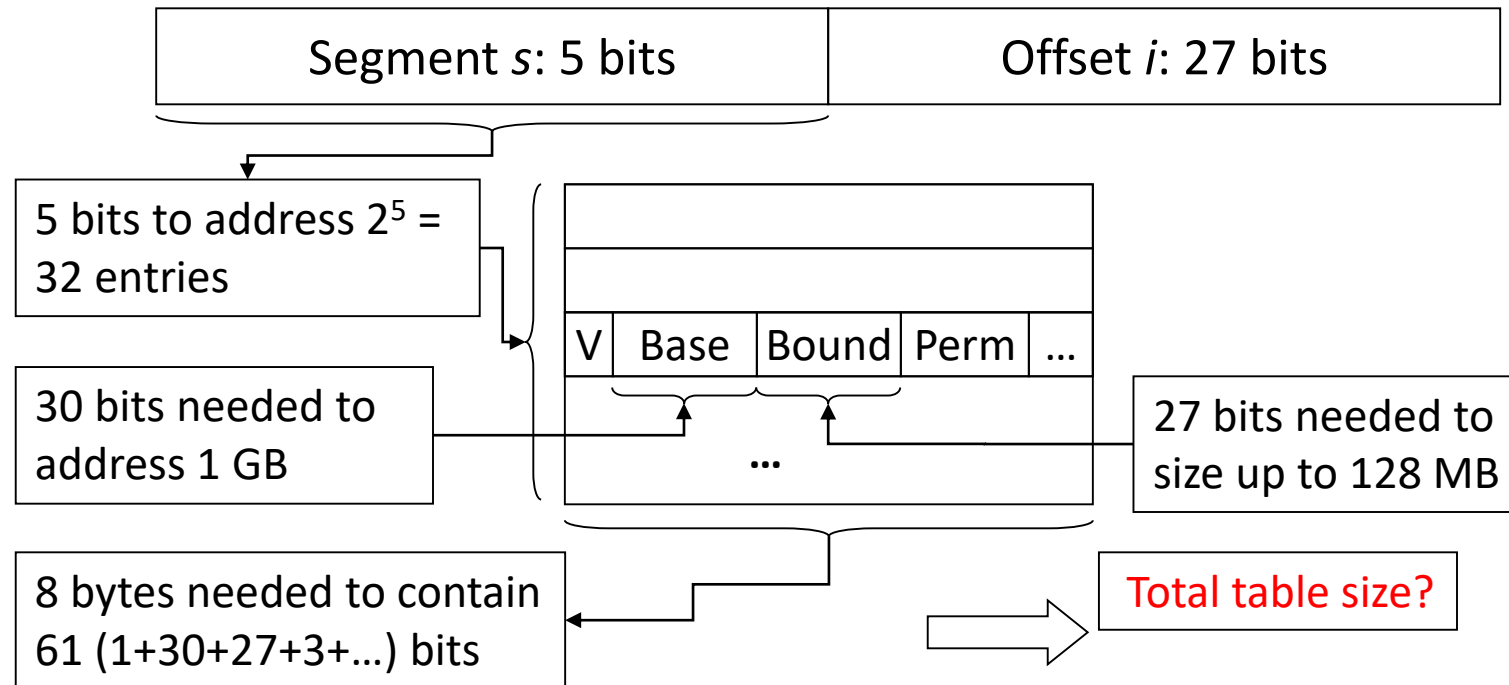 Segment s: 5 bits
Offset i: 27 bits
5 bits to address 2⁵ =
32 entries
V
Base
Bound
Perm
...
30 bits needed to
address 1 GB
...
27 bits needed to
size up to 128 MB
8 bytes needed to contain
61 (1+30+27+3+...) bits
Total table size?